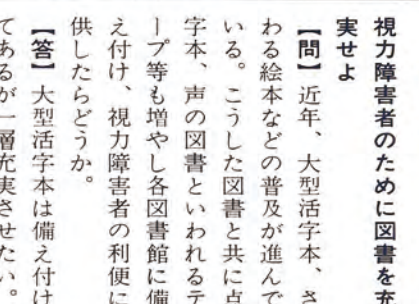 視力障害者のために図書を充
実せよ
【問】近年、大型活字本、さ
わる絵本などの普及が進んで
いる。こうした図書と共に点
字本、声の図書といわれるテ
ープ等も増やし各図書館に備
え付け、視力障害者の利便に
供したらどうか。
【答】大型活字本は備え付け
てあるが一層充実させたい。